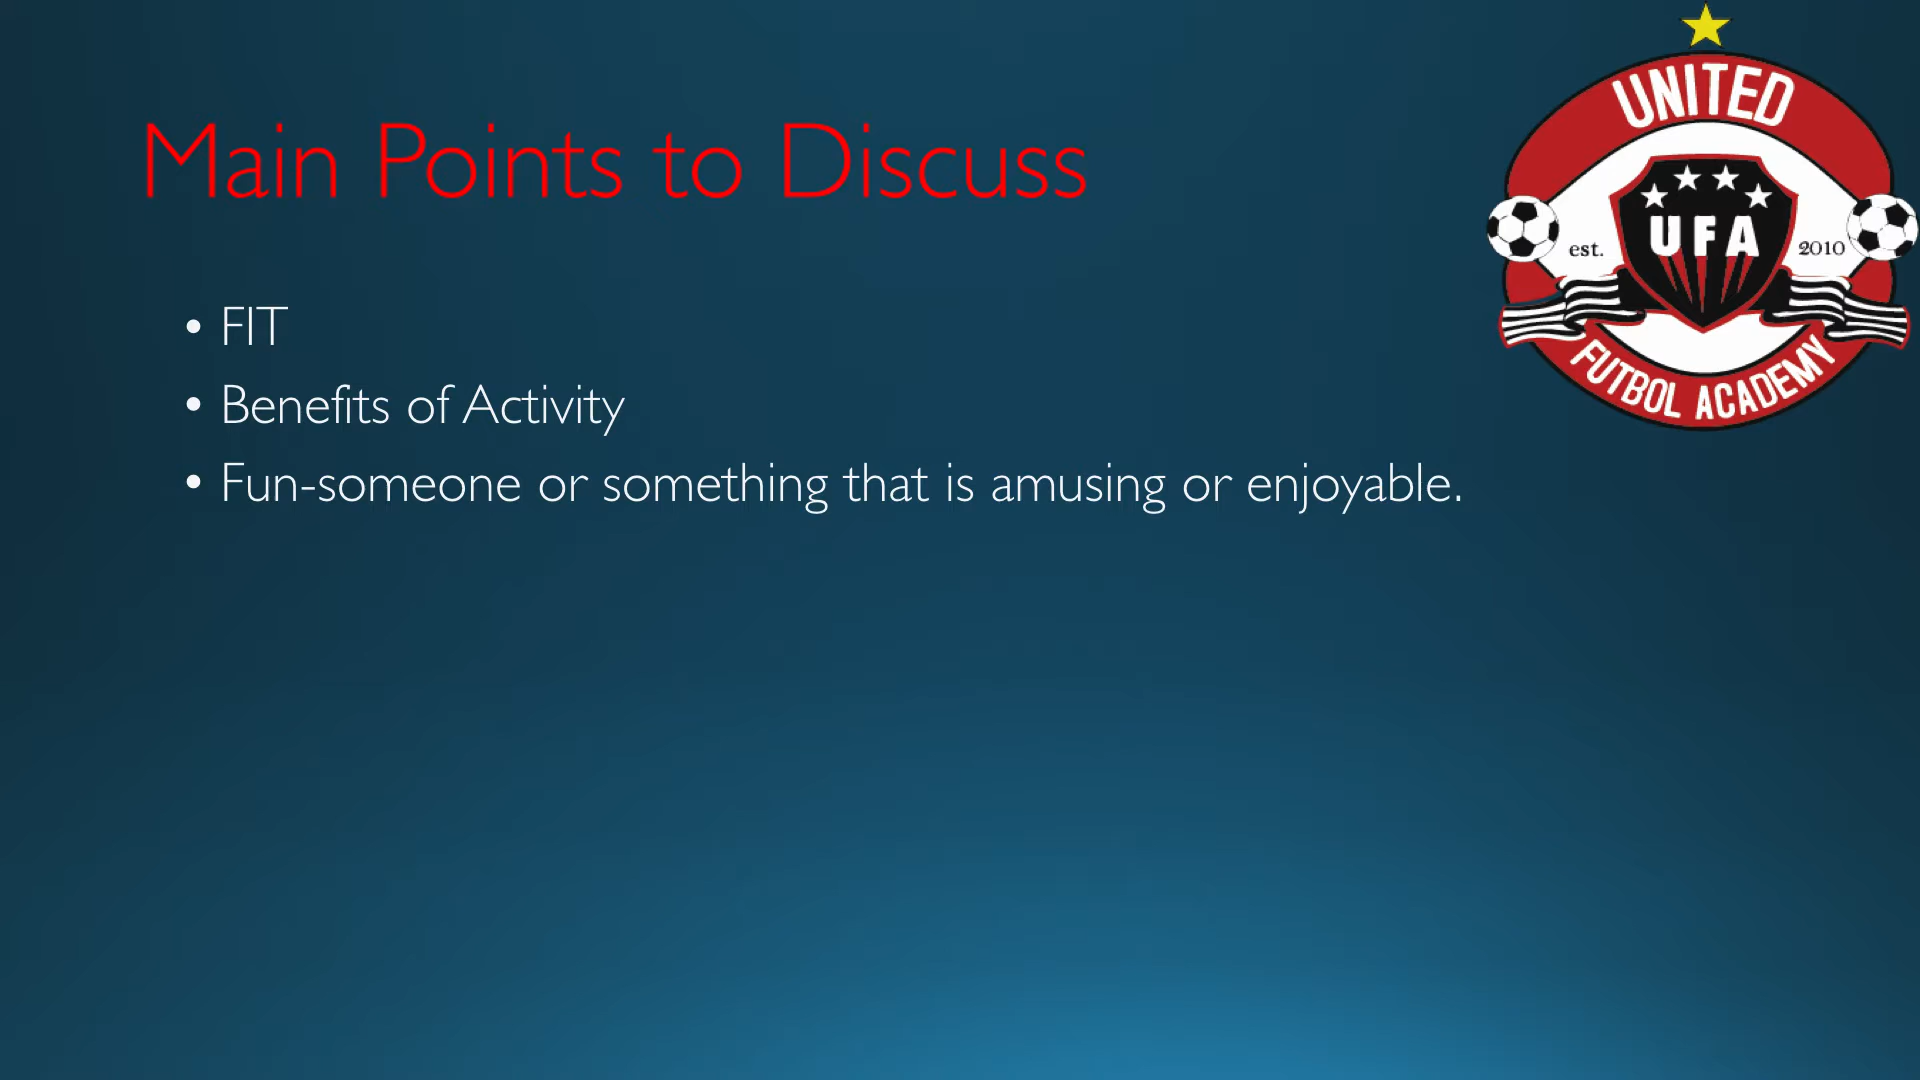 Main Points to Discuss
• FIT
• Benefits of Activity
• Fun-someone or something that is amusing or enjoyable.
UNITED
UFA
est. 2010
FUTBOL ACADEMY